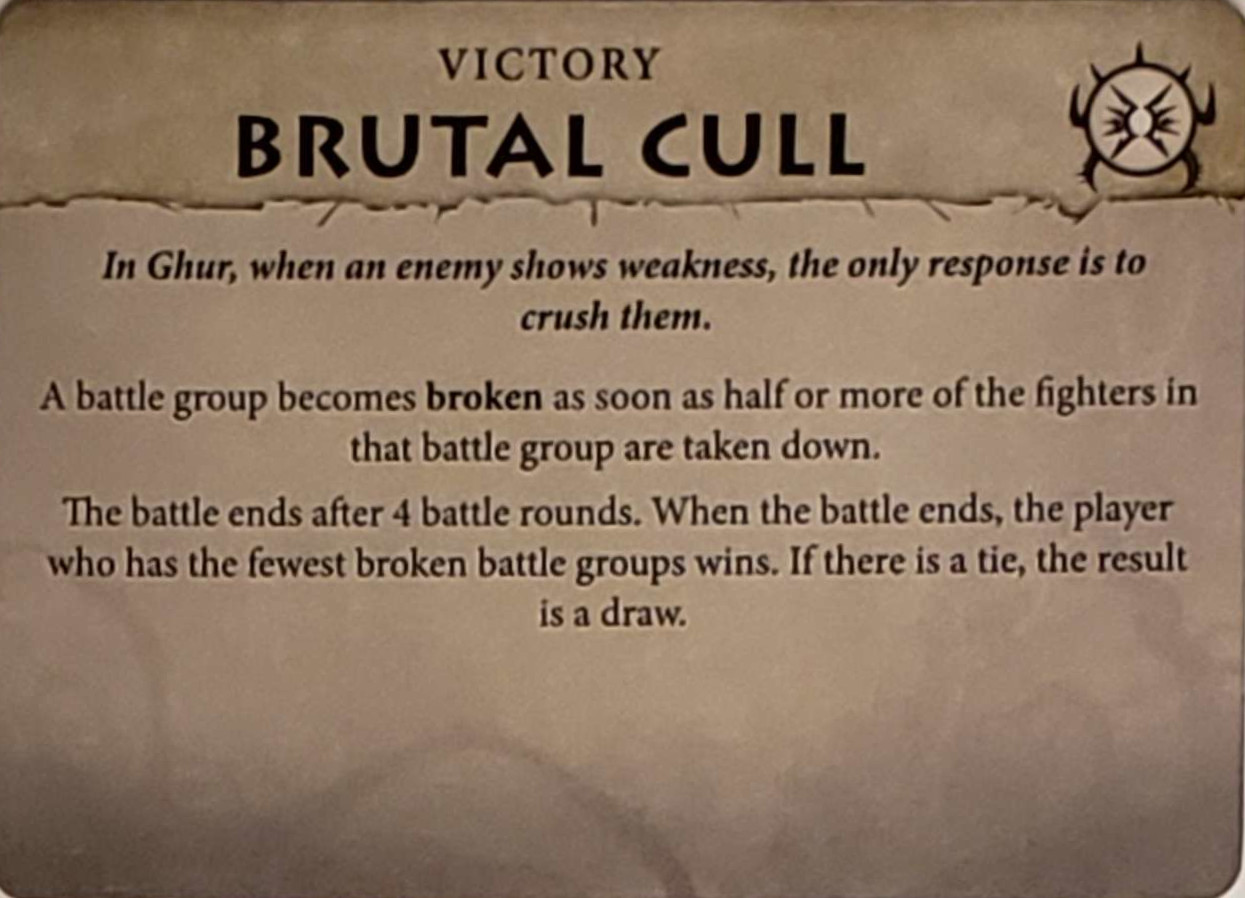 VICTORY
BRUTAL CULL
In Ghur, when an enemy shows weakness, the only response is to
crush them.
A battle group becomes broken as soon as half or more of the fighters in
that battle group are taken down.
The battle ends after 4 battle rounds. When the battle ends, the player
who has the fewest broken battle groups wins. If there is a tie, the result
is a draw.